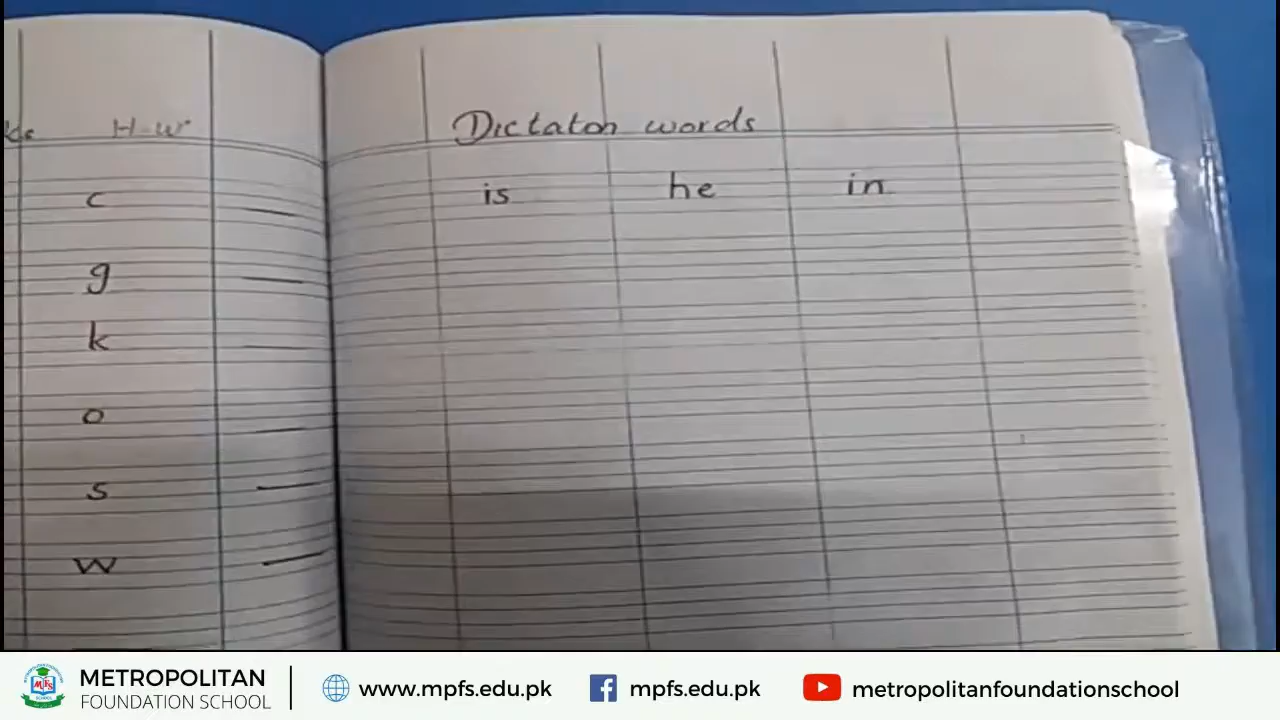 H.W
c
g
k
o
s
w
Dictaton words
is he in
METROPOLITAN
FOUNDATION SCHOOL
www.mpfs.edu.pk
mpfs.edu.pk
metropolitanfoundationschool